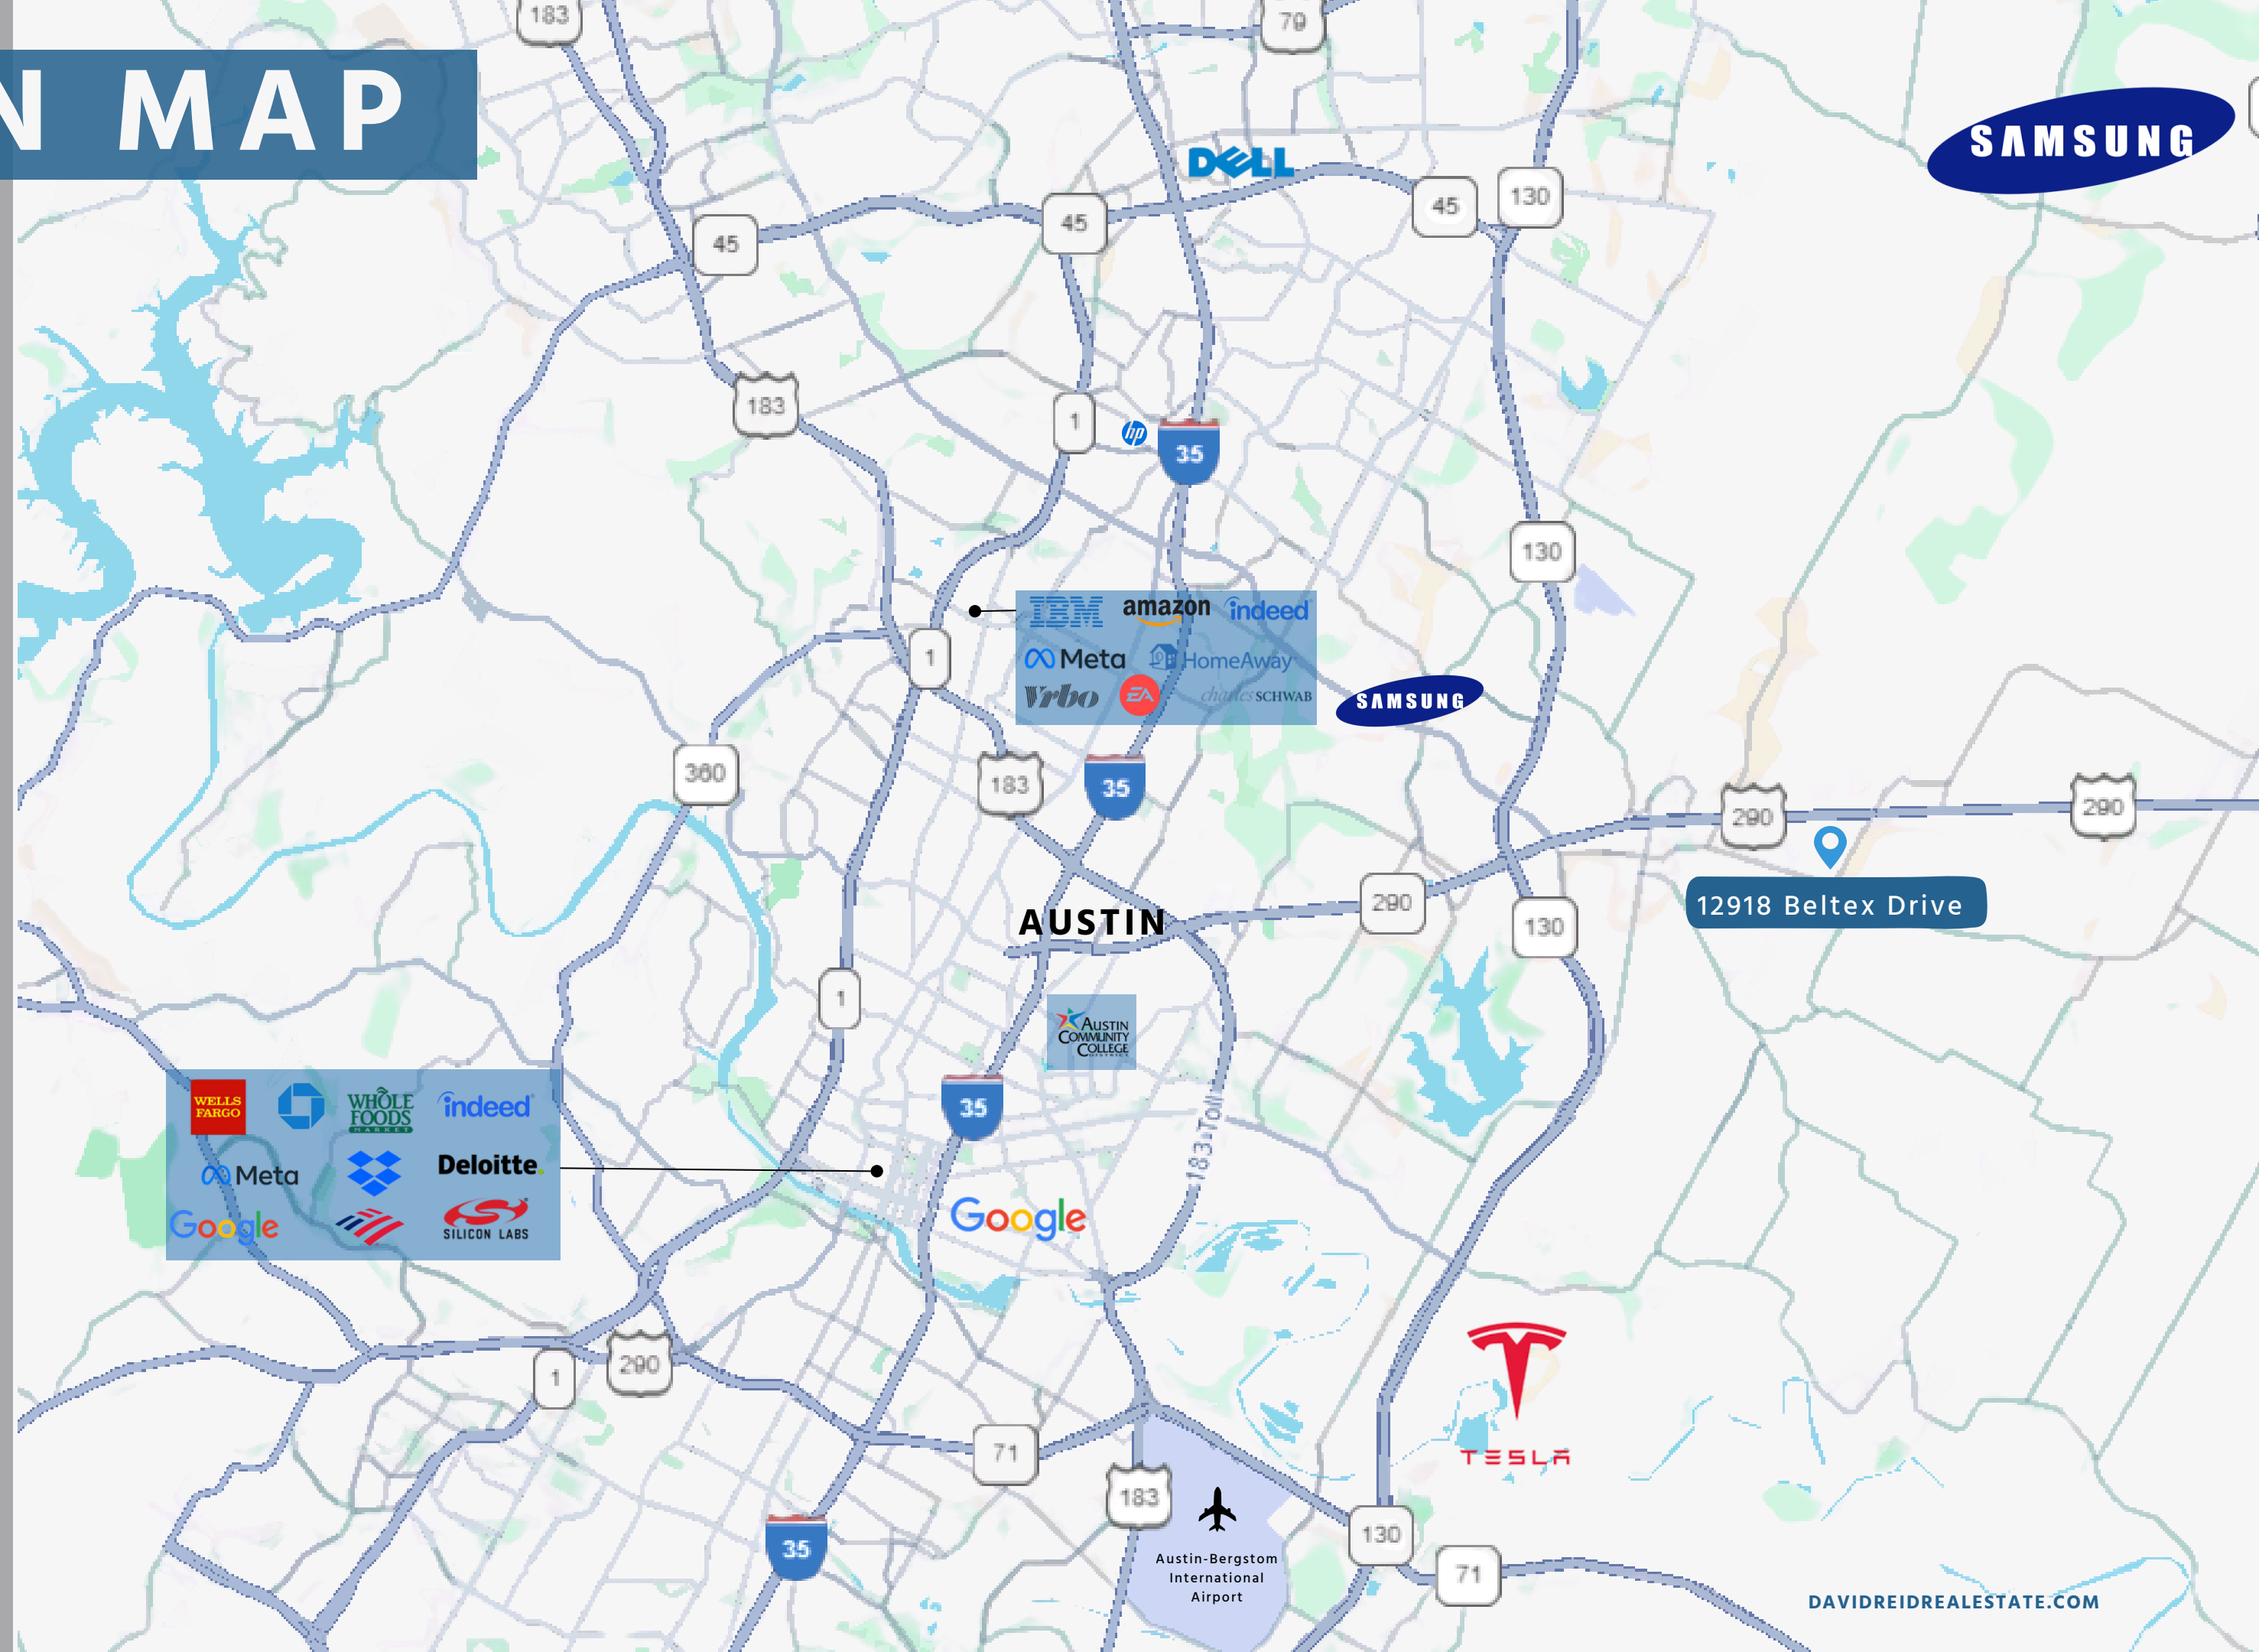 183
79
N MAP
SAMSUNG
DELL
45
45
45
130
183
1
hp
35
130
IBM amazon indeed
Meta HomeAway
Vrbo EA charles SCHWAB
1
SAMSUNG
360
183
35
290
290
12918 Beltex Drive
290
130
AUSTIN
1
AUSTIN
COMMUNITY
COLLEGE
DISTRICT
35
183-Toll
WELLS
FARGO
WHOLE
FOODS
MARKET
indeed
Meta
Deloitte.
Google
SILICON LABS
Google
TESLA
290
1
71
183
35
130
71
Austin-Bergstom
International
Airport
DAVIDREIDREALESTATE.COM